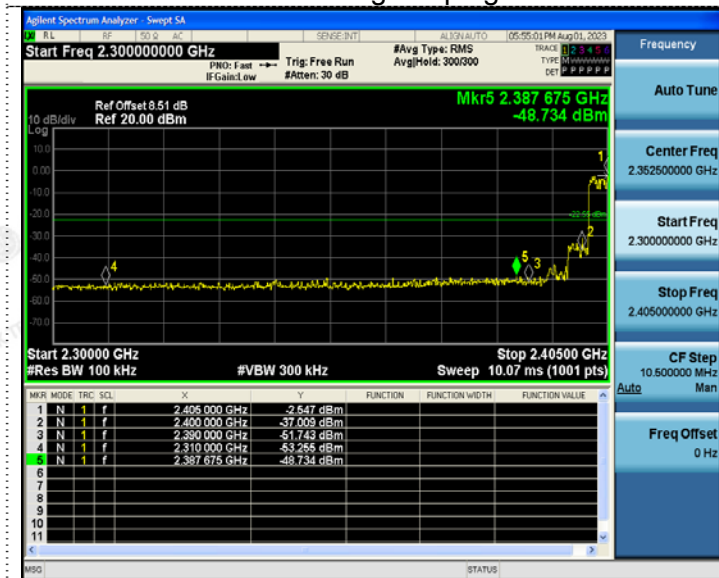 Agilent Spectrum Analyzer - Swept SA
RL RF 50 Ω AC SENSE:INT ALIGN AUTO 05:55:01 PM Aug 01, 2023
Start Freq 2.300000000 GHz
PNO: Fast
IFGain:Low
Trig: Free Run
#Atten: 30 dB
#Avg Type: RMS
Avg|Hold: 300/300
TRACE 1 2 3 4 5 6
TYPE M
DET P P P P P P
Ref Offset 8.51 dB
10 dB/div Ref 20.00 dBm
Log
Mkr5 2.387 675 GHz
-48.734 dBm
10.0
0.00
-10.0
-20.0
-30.0
-40.0
-50.0
-60.0
-70.0
-22.55 dBm
1
2
3
4
5
Start 2.30000 GHz Stop 2.40500 GHz
#Res BW 100 kHz #VBW 300 kHz Sweep 10.07 ms (1001 pts)
MKR MODE TRC SCL X Y FUNCTION FUNCTION WIDTH FUNCTION VALUE
1 N 1 f 2.405 000 GHz -2.547 dBm
2 N 1 f 2.400 000 GHz -37.009 dBm
3 N 1 f 2.390 000 GHz -51.743 dBm
4 N 1 f 2.310 000 GHz -53.255 dBm
5 N 1 f 2.387 675 GHz -48.734 dBm
6
7
8
9
10
11
MSG STATUS
Frequency
Auto Tune
Center Freq
2.352500000 GHz
Start Freq
2.300000000 GHz
Stop Freq
2.405000000 GHz
CF Step
10.500000 MHz
Auto Man
Freq Offset
0 Hz